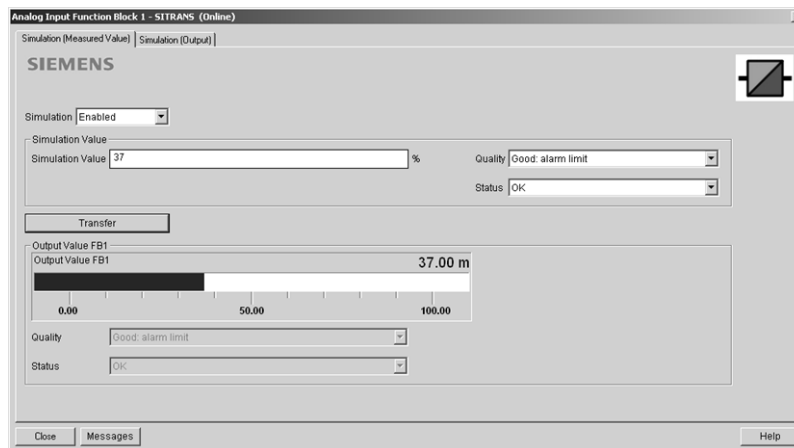 Analog Input Function Block 1 - SITRANS (Online)
Simulation (Measured Value) Simulation (Output)
SIEMENS
Simulation Enabled
Simulation Value
Simulation Value 37 % Quality Good: alarm limit
Status OK
Transfer
Output Value FB1
Output Value FB1 37.00 m
0.00 50.00 100.00
Quality Good: alarm limit
Status OK
Close Messages Help